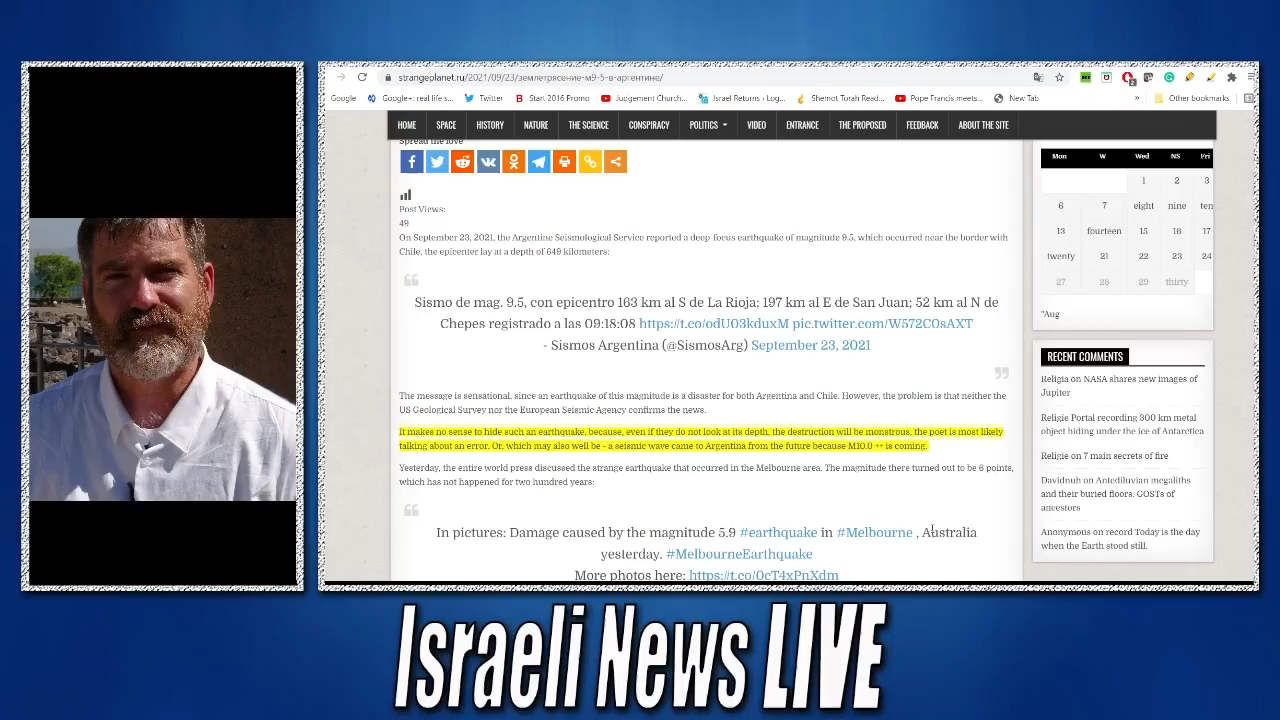 strangeplanet.ru/2021/09/23/землетрясение-м9-5-в-аргентине/
Google
Google+: real life s...
Twitter
Start 2016 Promo
Judgement Church...
Israel Returns › Log...
Shemot Torah Read...
Pope Francis meets...
New Tab
»
Other bookmarks
HOME
SPACE
HISTORY
NATURE
THE SCIENCE
CONSPIRACY
POLITICS
VIDEO
ENTRANCE
THE PROPOSED
FEEDBACK
ABOUT THE SITE
Spread the love
Post Views:
49
On September 23, 2021, the Argentine Seismological Service reported a deep-focus earthquake of magnitude 9.5, which occurred near the border with
Chile, the epicenter lay at a depth of 649 kilometers:
Sismo de mag. 9.5, con epicentro 163 km al S de La Rioja; 197 km al E de San Juan; 52 km al N de
Chepes registrado a las 09:18:08 https://t.co/odU03kduxM pic.twitter.com/W572C0sAXT
- Sismos Argentina (@SismosArg) September 23, 2021
The message is sensational, since an earthquake of this magnitude is a disaster for both Argentina and Chile. However, the problem is that neither the
US Geological Survey nor the European Seismic Agency confirms the news.
It makes no sense to hide such an earthquake, because, even if they do not look at its depth, the destruction will be monstrous, the poet is most likely
talking about an error. Or, which may also well be - a seismic wave came to Argentina from the future because M10.0 ++ is coming.
Yesterday, the entire world press discussed the strange earthquake that occurred in the Melbourne area. The magnitude there turned out to be 6 points,
which has not happened for two hundred years:
In pictures: Damage caused by the magnitude 5.9 #earthquake in #Melbourne , Australia
yesterday. #MelbourneEarthquake
More photos here: https://t.co/0cT4xPnXdm
Mon W Wed NS Fri
1 2 3
6 7 eight nine ten
13 fourteen 15 16 17
twenty 21 22 23 24
27 28 29 thirty
"Aug
RECENT COMMENTS
Religia on NASA shares new images of
Jupiter
Religie Portal recording 300 km metal
object hiding under the ice of Antarctica
Religie on 7 main secrets of fire
Davidnuh on Antediluvian megaliths
and their buried floors. GOSTs of
ancestors
Anonymous on record Today is the day
when the Earth stood still.
Israeli News LIVE